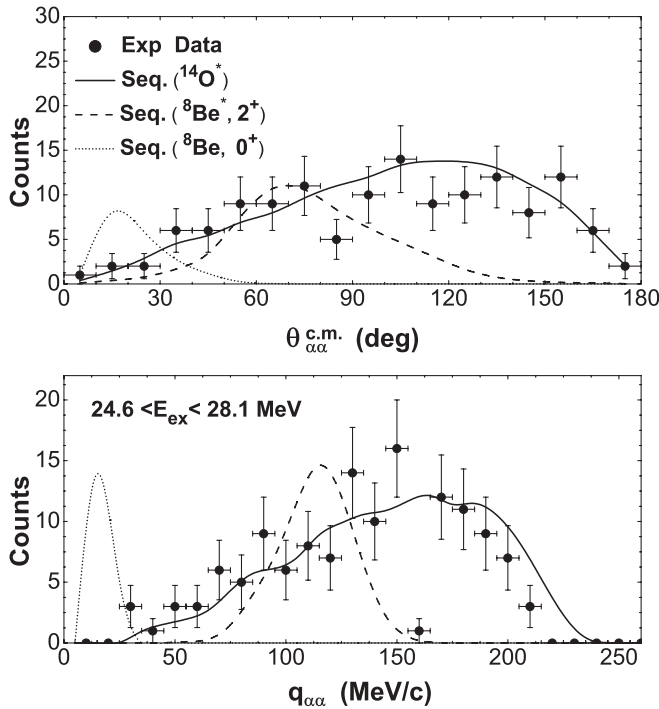 30
25
20
15
10
5
0
Counts
Exp Data
Seq. (¹⁴O*)
Seq. (⁸Be*, 2⁺)
Seq. (⁸Be, 0⁺)
0 30 60 90 120 150 180
θαα c.m. (deg)
20
15
10
5
0
Counts
24.6 <Eex< 28.1 MeV
0 50 100 150 200 250
qαα (MeV/c)